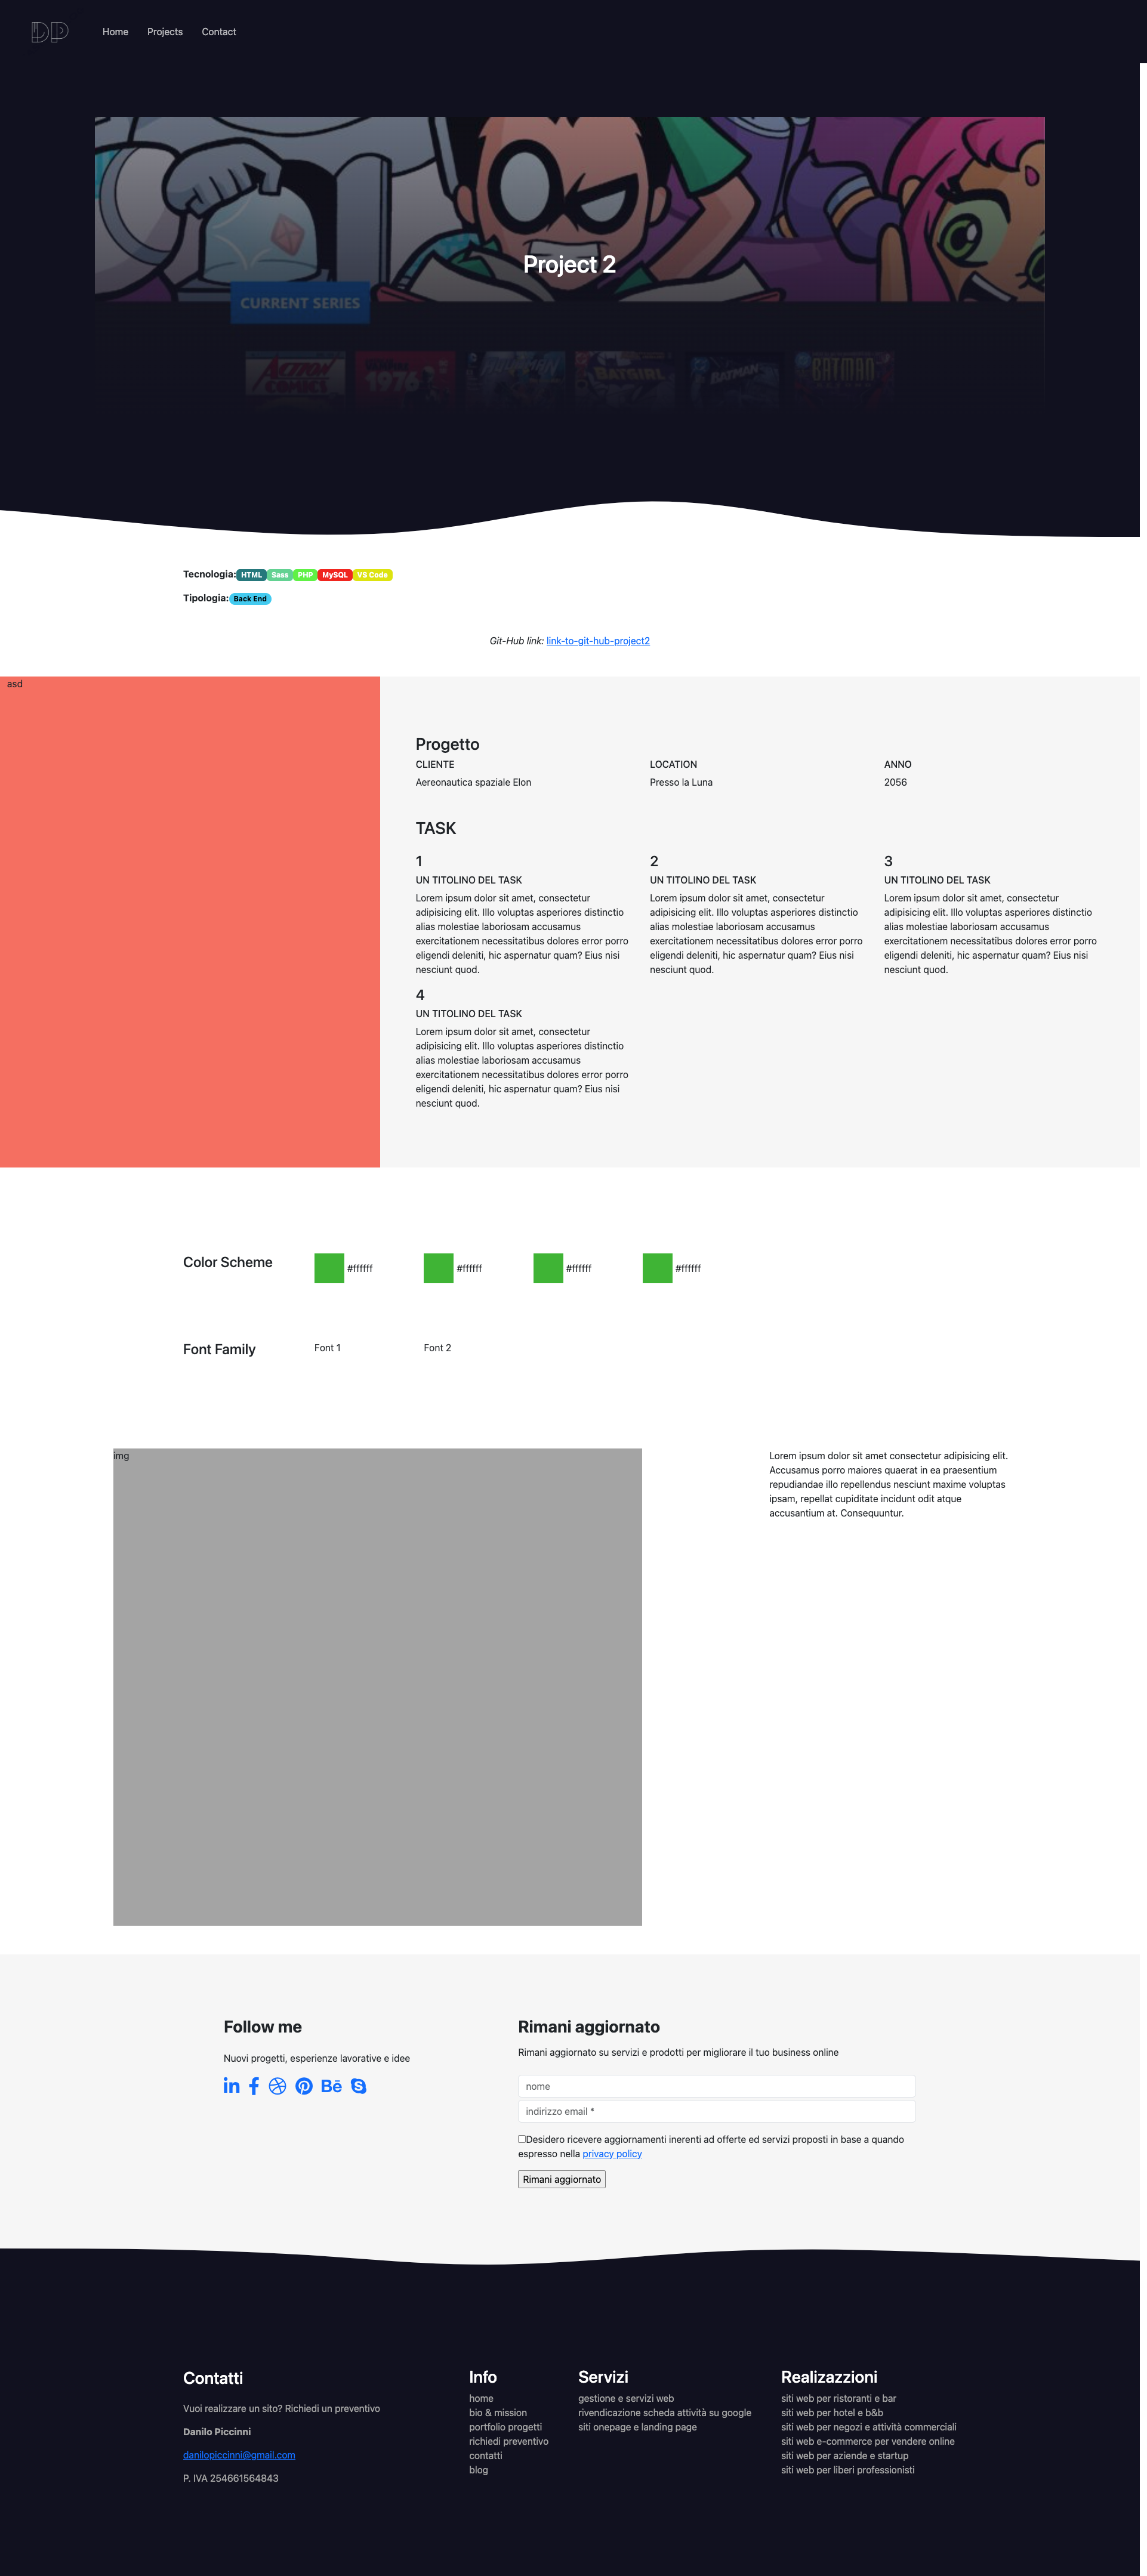 DP
Home Projects Contact
Project 2
CURRENT SERIES
ACTION COMICS
1976
AQUAMAN
BATGIRL
BATMAN
BATMAN
Tecnologia: HTML Sass PHP MySQL VS Code
Tipologia: Back End
Git-Hub link: link-to-git-hub-project2
asd
Progetto
CLIENTE
Aereonautica spaziale Elon
LOCATION
Presso la Luna
ANNO
2056
TASK
1
UN TITOLINO DEL TASK
Lorem ipsum dolor sit amet, consectetur
adipisicing elit. Illo voluptas asperiores distinctio
alias molestiae laboriosam accusamus
exercitationem necessitatibus dolores error porro
eligendi deleniti, hic aspernatur quam? Eius nisi
nesciunt quod.
2
UN TITOLINO DEL TASK
Lorem ipsum dolor sit amet, consectetur
adipisicing elit. Illo voluptas asperiores distinctio
alias molestiae laboriosam accusamus
exercitationem necessitatibus dolores error porro
eligendi deleniti, hic aspernatur quam? Eius nisi
nesciunt quod.
3
UN TITOLINO DEL TASK
Lorem ipsum dolor sit amet, consectetur
adipisicing elit. Illo voluptas asperiores distinctio
alias molestiae laboriosam accusamus
exercitationem necessitatibus dolores error porro
eligendi deleniti, hic aspernatur quam? Eius nisi
nesciunt quod.
4
UN TITOLINO DEL TASK
Lorem ipsum dolor sit amet, consectetur
adipisicing elit. Illo voluptas asperiores distinctio
alias molestiae laboriosam accusamus
exercitationem necessitatibus dolores error porro
eligendi deleniti, hic aspernatur quam? Eius nisi
nesciunt quod.
Color Scheme #ffffff #ffffff #ffffff #ffffff
Font Family Font 1 Font 2
img
Lorem ipsum dolor sit amet consectetur adipisicing elit.
Accusamus porro maiores quaerat in ea praesentium
repudiandae illo repellendus nesciunt maxime voluptas
ipsam, repellat cupiditate incidunt odit atque
accusantium at. Consequuntur.
Follow me
Nuovi progetti, esperienze lavorative e idee
Rimani aggiornato
Rimani aggiornato su servizi e prodotti per migliorare il tuo business online
nome
indirizzo email *
Desidero ricevere aggiornamenti inerenti ad offerte ed servizi proposti in base a quando
espresso nella privacy policy
Rimani aggiornato
Contatti
Vuoi realizzare un sito? Richiedi un preventivo
Danilo Piccinni
danilopiccinni@gmail.com
P. IVA 254661564843
Info
home
bio & mission
portfolio progetti
richiedi preventivo
contatti
blog
Servizi
gestione e servizi web
rivendicazione scheda attività su google
siti onepage e landing page
Realizazzioni
siti web per ristoranti e bar
siti web per hotel e b&b
siti web per negozi e attività commerciali
siti web e-commerce per vendere online
siti web per aziende e startup
siti web per liberi professionisti